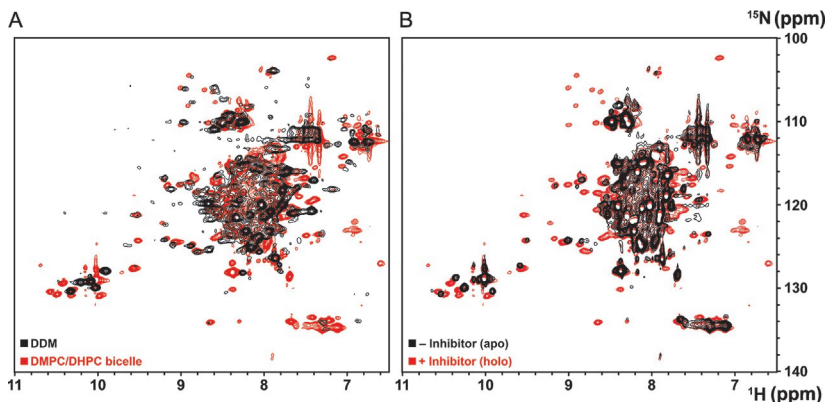 A
B
¹⁵N (ppm)
100
110
120
130
140
DDM
DMPC/DHPC bicelle
– Inhibitor (apo)
+ Inhibitor (holo)
11 10 9 8 7
11 10 9 8 7
¹H (ppm)